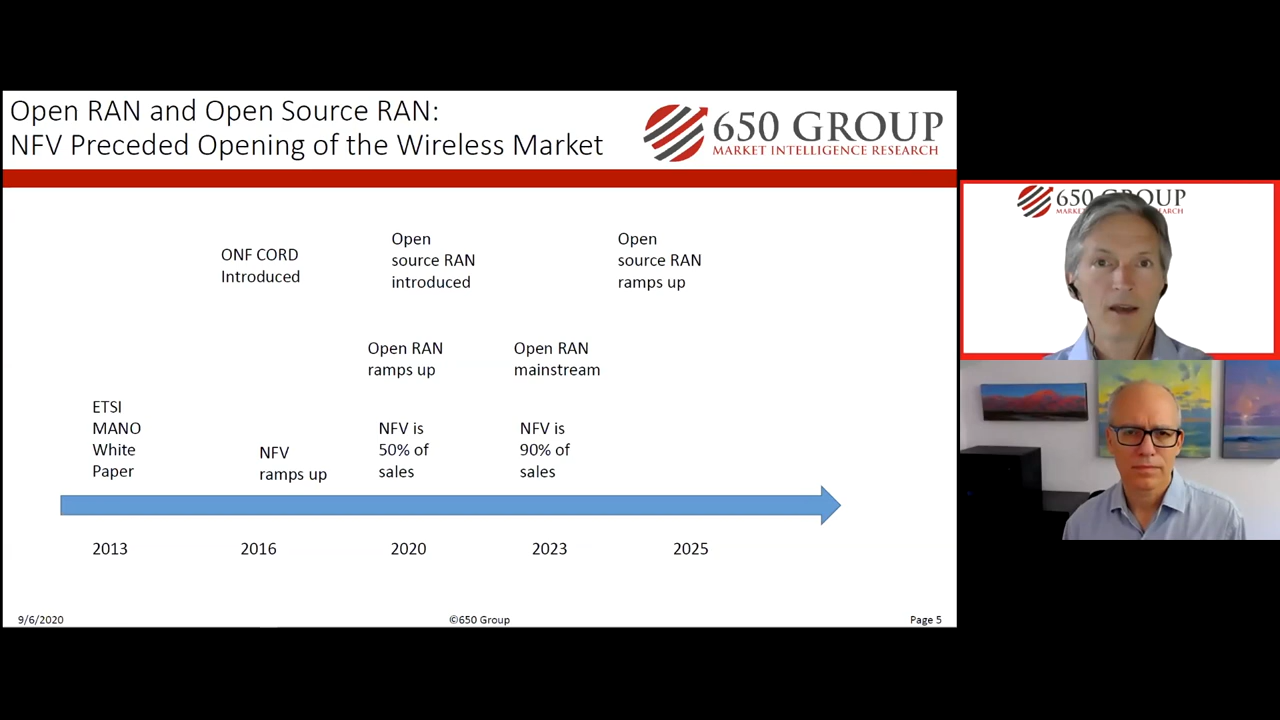 Open RAN and Open Source RAN:
NFV Preceded Opening of the Wireless Market
650 GROUP
MARKET INTELLIGENCE RESEARCH
ONF CORD
Introduced
Open
source RAN
introduced
Open
source RAN
ramps up
Open RAN
ramps up
Open RAN
mainstream
ETSI
MANO
White
Paper
NFV
ramps up
NFV is
50% of
sales
NFV is
90% of
sales
2013
2016
2020
2023
2025
9/6/2020
©650 Group
Page 5
650 GROUP